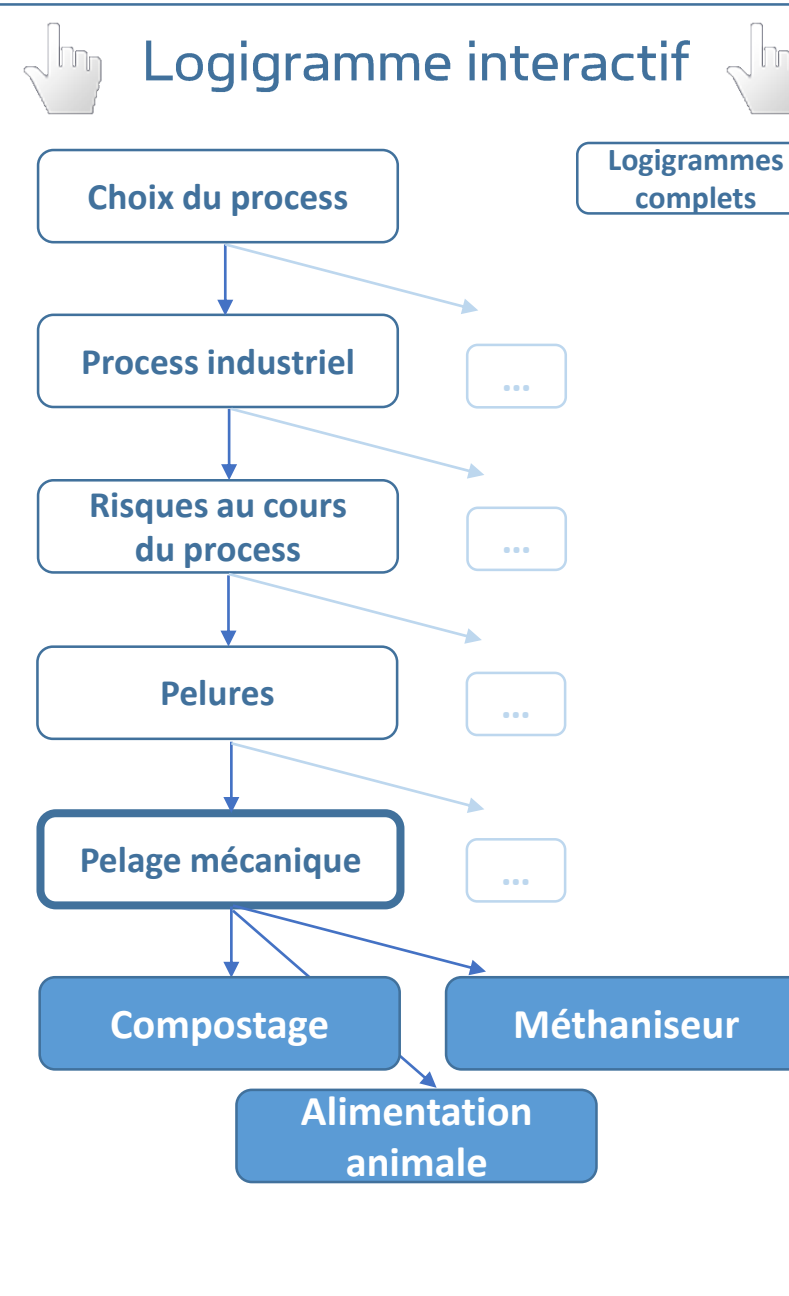 Logigramme interactif
Choix du process
Logigrammes
complets
Process industriel
...
Risques au cours
du process
...
Pelures
...
Pelage mécanique
...
Compostage
Méthaniseur
Alimentation
animale